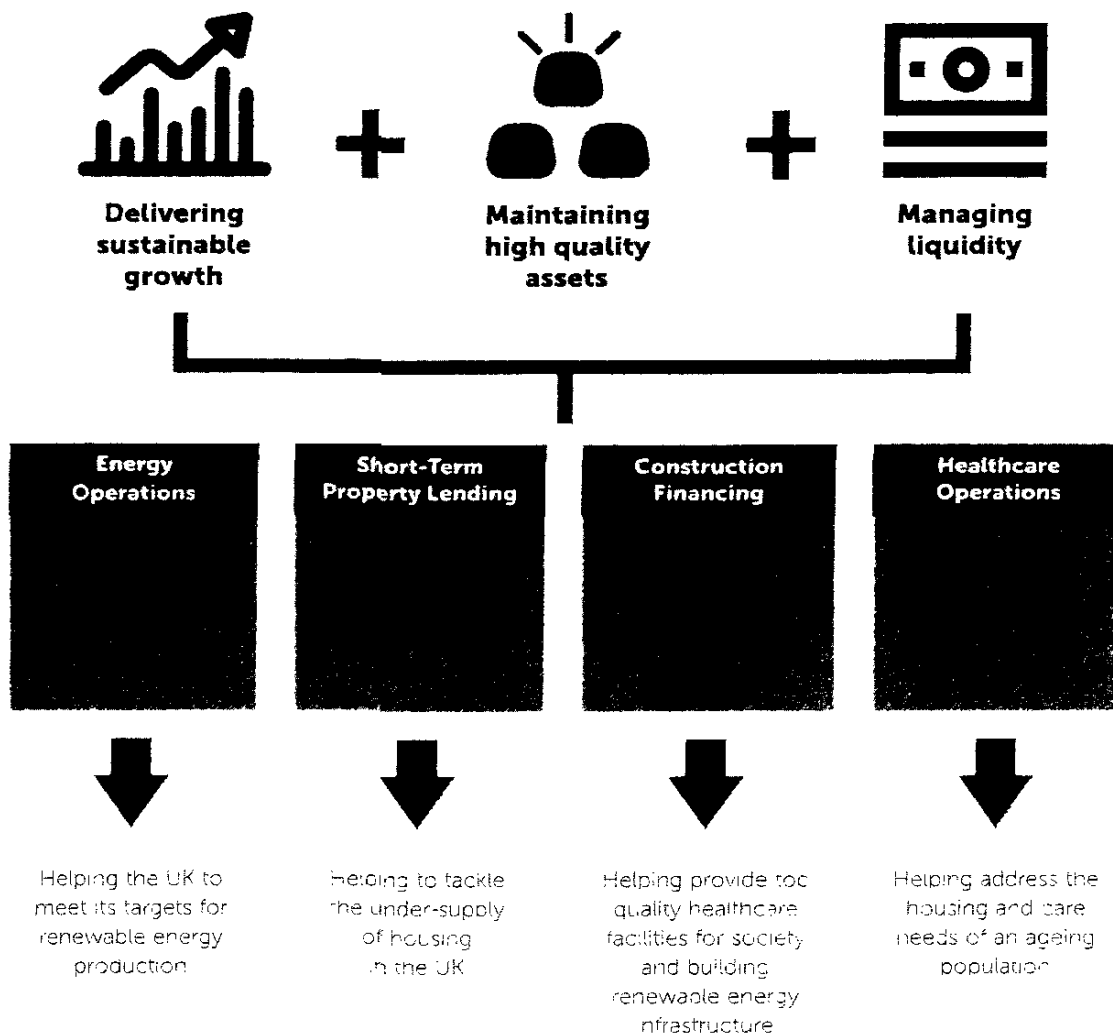 Delivering
sustainable
growth
Maintaining
high quality
assets
Managing
liquidity
Energy
Operations
Short-Term
Property Lending
Construction
Financing
Healthcare
Operations
Helping the UK to
meet its targets for
renewable energy
production
Helping to tackle
the under-supply
of housing
in the UK
Helping provide top
quality healthcare
facilities for society
and building
renewable energy
infrastructure
Helping address the
housing and care
needs of an ageing
population